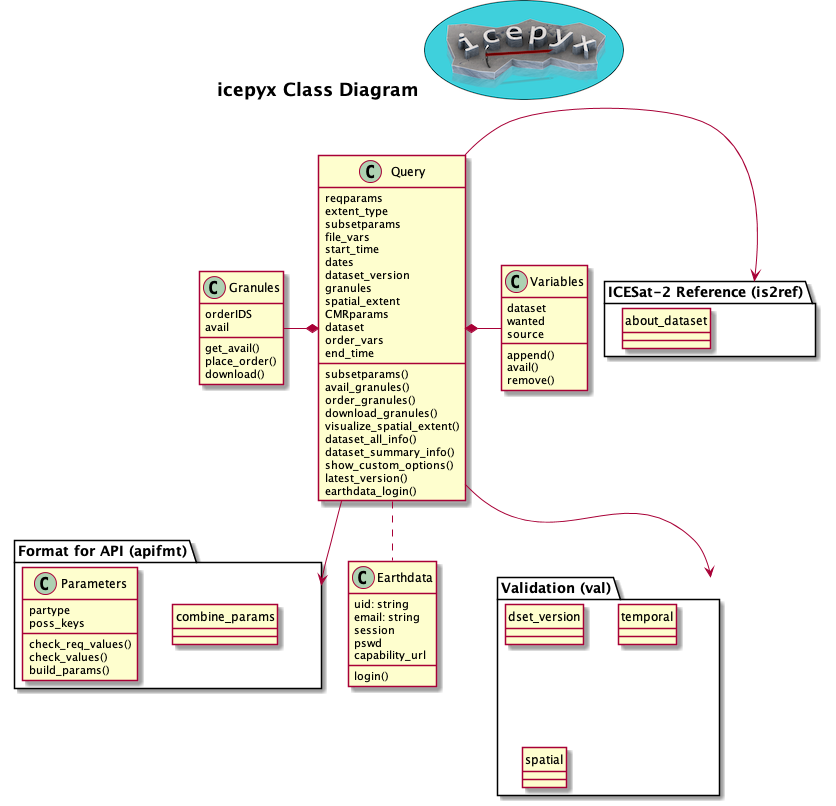 icepyx
icepyx Class Diagram
C Query
reqparams
extent_type
subsetparams
file_vars
start_time
dates
dataset_version
granules
spatial_extent
CMRparams
dataset
order_vars
end_time
subsetparams()
avail_granules()
order_granules()
download_granules()
visualize_spatial_extent()
dataset_all_info()
dataset_summary_info()
show_custom_options()
latest_version()
earthdata_login()
C Granules
orderIDS
avail
get_avail()
place_order()
download()
C Variables
dataset
wanted
source
append()
avail()
remove()
ICESat-2 Reference (is2ref)
about_dataset
Format for API (apifmt)
C Parameters
partype
poss_keys
check_req_values()
check_values()
build_params()
combine_params
C Earthdata
uid: string
email: string
session
pswd
capability_url
login()
Validation (val)
dset_version
temporal
spatial